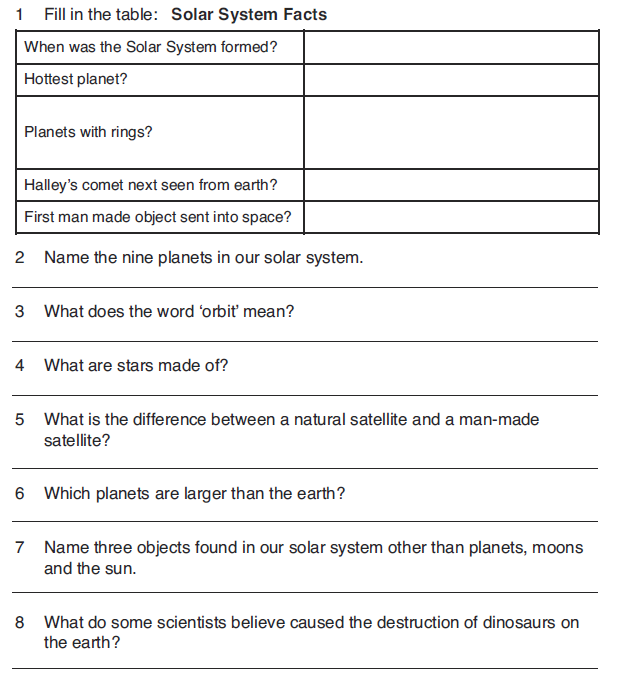 1 Fill in the table: Solar System Facts
When was the Solar System formed?
Hottest planet?
Planets with rings?
Halley’s comet next seen from earth?
First man made object sent into space?
2 Name the nine planets in our solar system.
3 What does the word ‘orbit’ mean?
4 What are stars made of?
5 What is the difference between a natural satellite and a man-made
satellite?
6 Which planets are larger than the earth?
7 Name three objects found in our solar system other than planets, moons
and the sun.
8 What do some scientists believe caused the destruction of dinosaurs on
the earth?